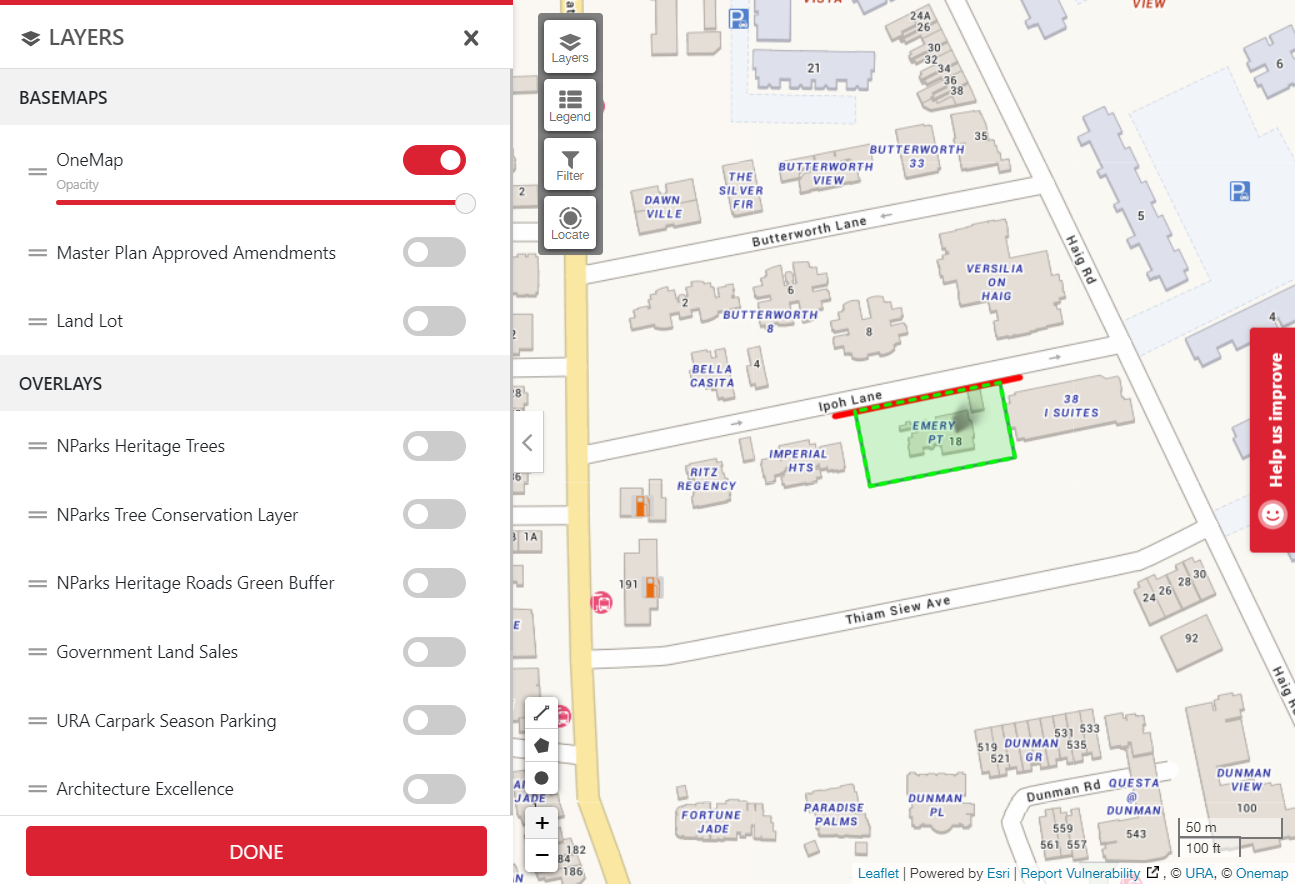 LAYERS
BASEMAPS
OneMap
Opacity
Master Plan Approved Amendments
Land Lot
OVERLAYS
NParks Heritage Trees
NParks Tree Conservation Layer
NParks Heritage Roads Green Buffer
Government Land Sales
URA Carpark Season Parking
Architecture Excellence
DONE
Layers
Legend
Filter
Locate
VISTA
VIEW
24A
26
30
32
34
36
38
21
6
35
5
4
BUTTERWORTH
33
BUTTERWORTH
VIEW
THE
SILVER
FIR
DAWN
VILLE
2
Butterworth Lane
Haig Rd
VERSILIA
ON
HAIG
6
2
BUTTERWORTH
8
8
4
BELLA
CASITA
Ipoh Lane
38
I SUITES
EMERY
PT 18
IMPERIAL
HTS
RITZ
REGENCY
1A
191
Thiam Siew Ave
24 26 28 30
92
Haig R
519
521
DUNMAN
GR
531 533
535
Dunman Rd
QUESTA
@
DUNMAN
DUNMAN
VIEW
100
FORTUNE
JADE
PARADISE
PALMS
DUNMAN
PL
559
561 557
543
JADE
182
184
186
Help us improve
+
−
50 m
100 ft
Leaflet | Powered by Esri | Report Vulnerability , © URA, © Onemap